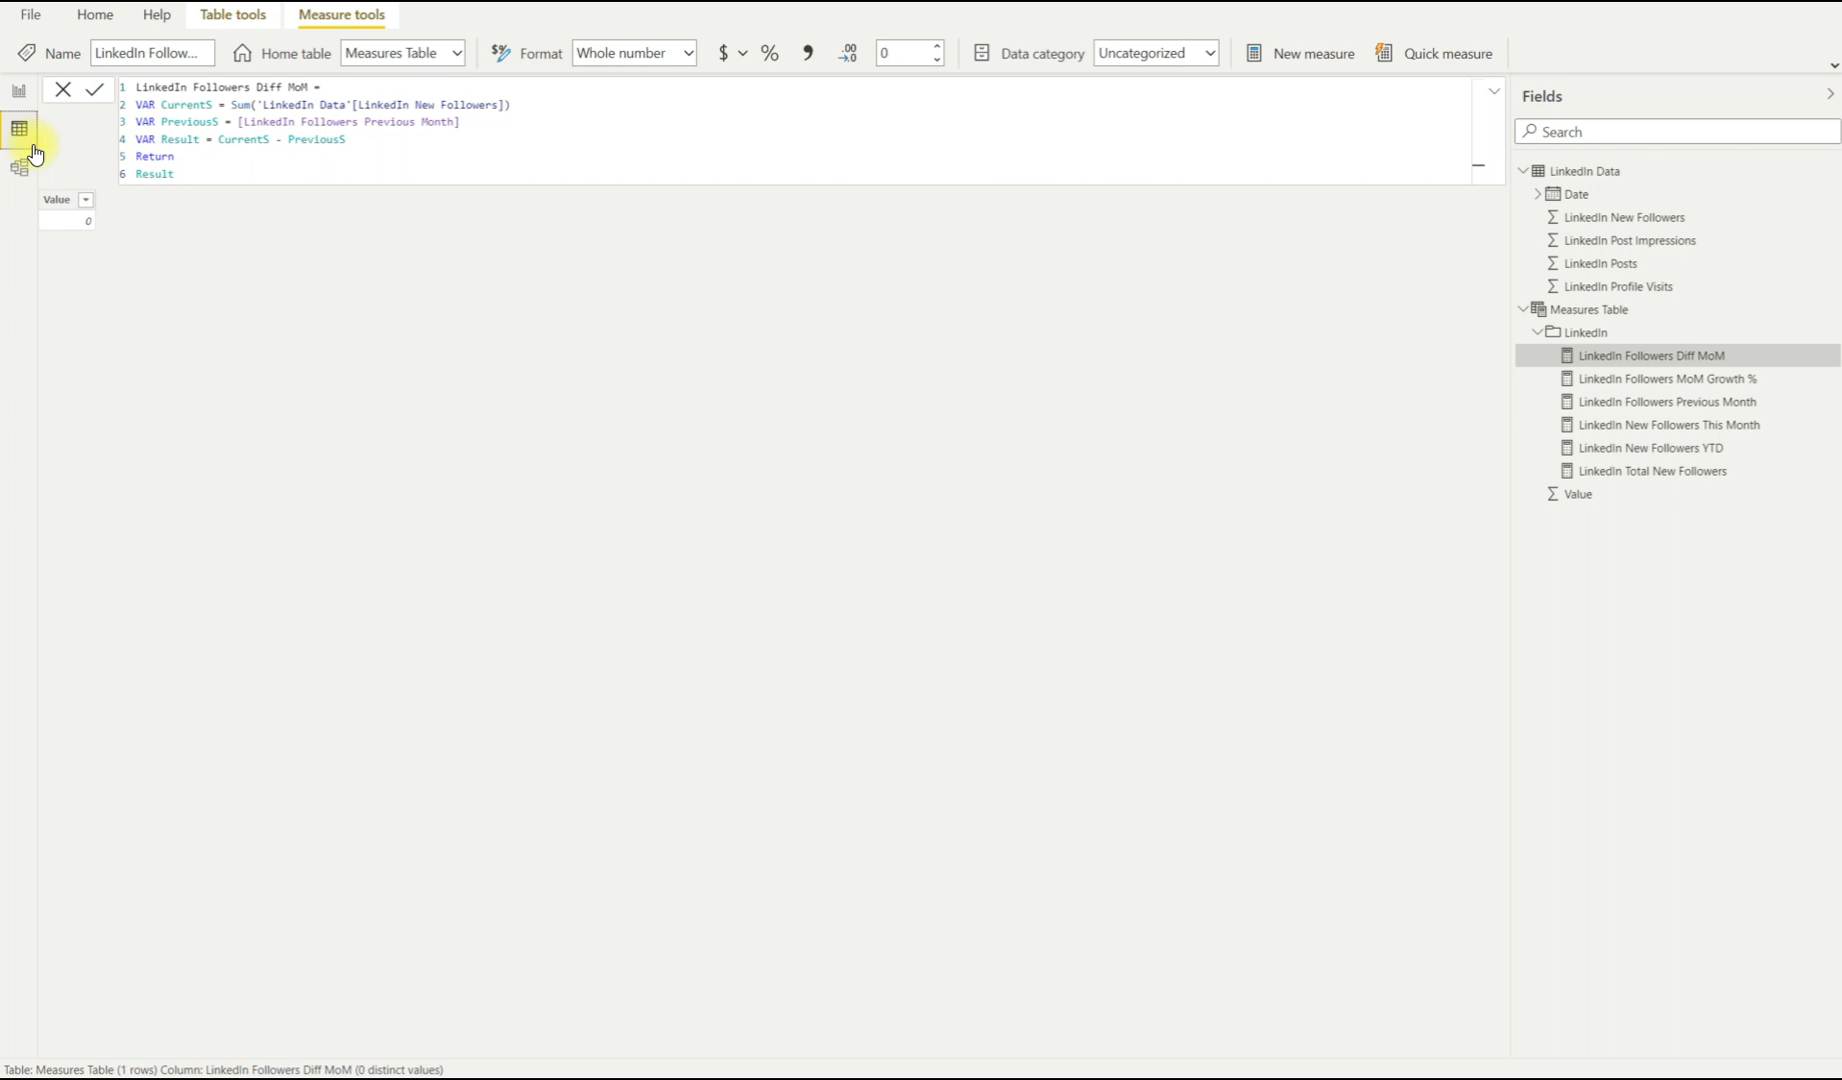 File Home Help Table tools Measure tools
Name LinkedIn Follow... Home table Measures Table Format Whole number $ % , .00 →.0 0 Data category Uncategorized New measure Quick measure
1 LinkedIn Followers Diff MoM =
2 VAR CurrentS = Sum('LinkedIn Data'[LinkedIn New Followers])
3 VAR PreviousS = [LinkedIn Followers Previous Month]
4 VAR Result = CurrentS - PreviousS
5 Return
6 Result
Value
0
Fields
Search
LinkedIn Data
Date
LinkedIn New Followers
LinkedIn Post Impressions
LinkedIn Posts
LinkedIn Profile Visits
Measures Table
LinkedIn
LinkedIn Followers Diff MoM
LinkedIn Followers MoM Growth %
LinkedIn Followers Previous Month
LinkedIn New Followers This Month
LinkedIn New Followers YTD
LinkedIn Total New Followers
Value
Table: Measures Table (1 rows) Column: LinkedIn Followers Diff MoM (0 distinct values)